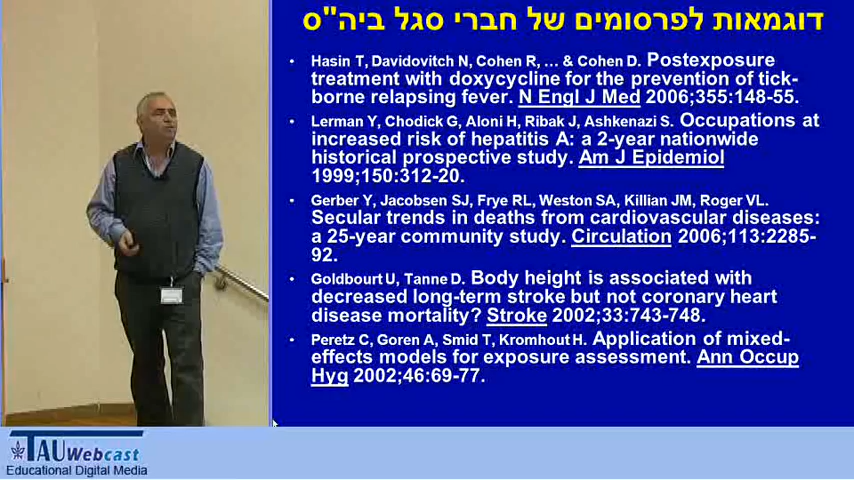 דוגמאות לפרסומים של חברי סגל ביה"ס
• Hasin T, Davidovitch N, Cohen R, ... & Cohen D. Postexposure
treatment with doxycycline for the prevention of tick-
borne relapsing fever. N Engl J Med 2006;355:148-55.
• Lerman Y, Chodick G, Aloni H, Ribak J, Ashkenazi S. Occupations at
increased risk of hepatitis A: a 2-year nationwide
historical prospective study. Am J Epidemiol
1999;150:312-20.
• Gerber Y, Jacobsen SJ, Frye RL, Weston SA, Killian JM, Roger VL.
Secular trends in deaths from cardiovascular diseases:
a 25-year community study. Circulation 2006;113:2285-
92.
• Goldbourt U, Tanne D. Body height is associated with
decreased long-term stroke but not coronary heart
disease mortality? Stroke 2002;33:743-748.
• Peretz C, Goren A, Smid T, Kromhout H. Application of mixed-
effects models for exposure assessment. Ann Occup
Hyg 2002;46:69-77.
TAU Webcast
Educational Digital Media